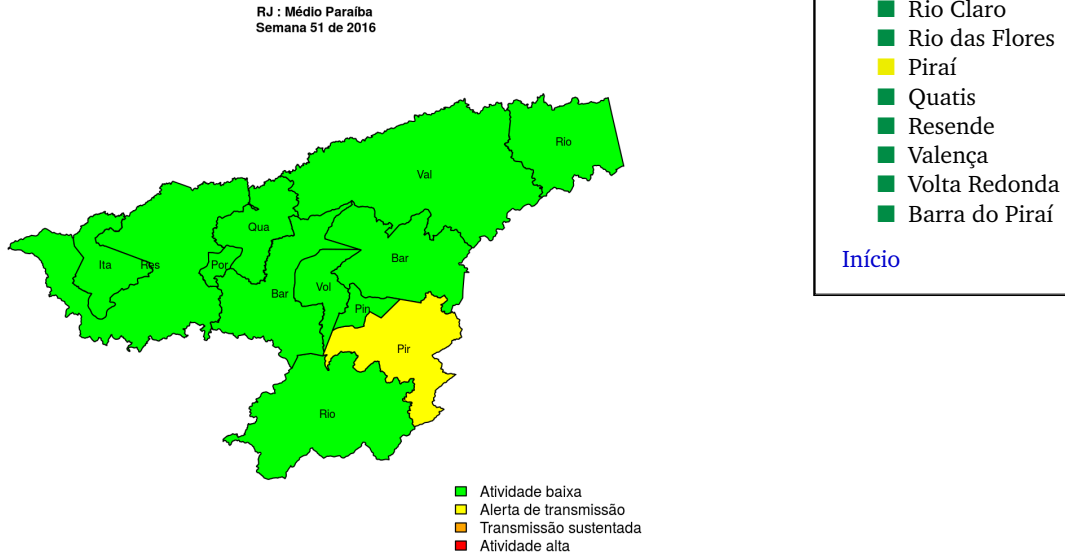 RJ : Médio Paraíba
Semana 51 de 2016
Rio
Val
Qua
Ita
Res
Por
Bar
Bar
Vol
Pin
Pir
Rio
Atividade baixa
Alerta de transmissão
Transmissão sustentada
Atividade alta
Rio Claro
Rio das Flores
Piraí
Quatis
Resende
Valença
Volta Redonda
Barra do Piraí
Início